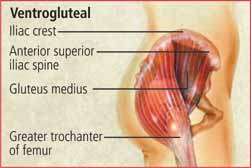 Ventrogluteal
Iliac crest
Anterior superior
iliac spine
Gluteus medius
Greater trochanter
of femur